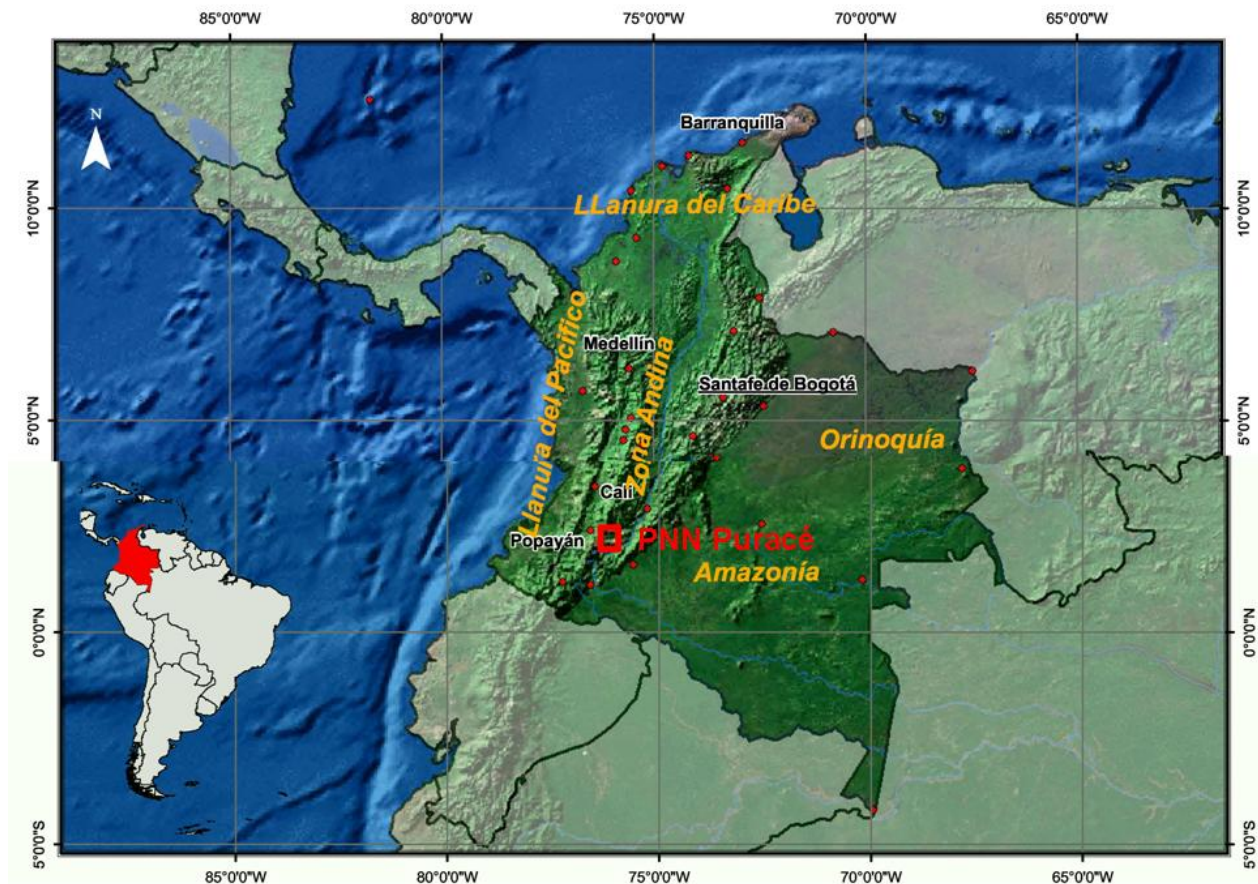 85°0'0"W
80°0'0"W
75°0'0"W
70°0'0"W
65°0'0"W
N
Barranquilla
10°0'0"N
LLanura del Caribe
10°0'0"N
Llanura del Pacífico
Medellín
Zona Andina
Santafe de Bogotá
5°0'0"N
Orinoquía
5°0'0"N
Cali
Popayán
PNN Puracé
Amazonía
0°0'0"N
0°0'0"N
5°0'0"S
5°0'0"S
85°0'0"W
80°0'0"W
75°0'0"W
70°0'0"W
65°0'0"W